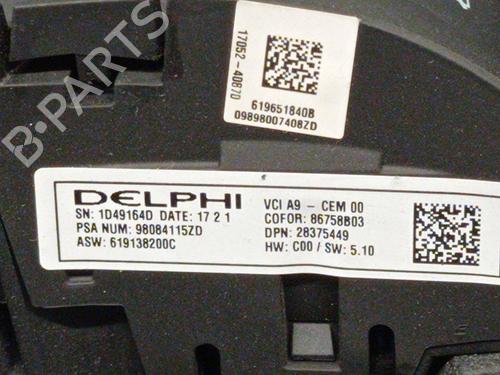 17052-4087D
619651840B
09898007408ZD
DELPHI
SN: 1D49164D DATE: 17 2 1
PSA NUM: 98084115ZD
ASW: 619138200C
VCI A9 - CEM 00
COFOR: 86758B03
DPN: 28375449
HW: C00 / SW: 5.10
B-PARTS